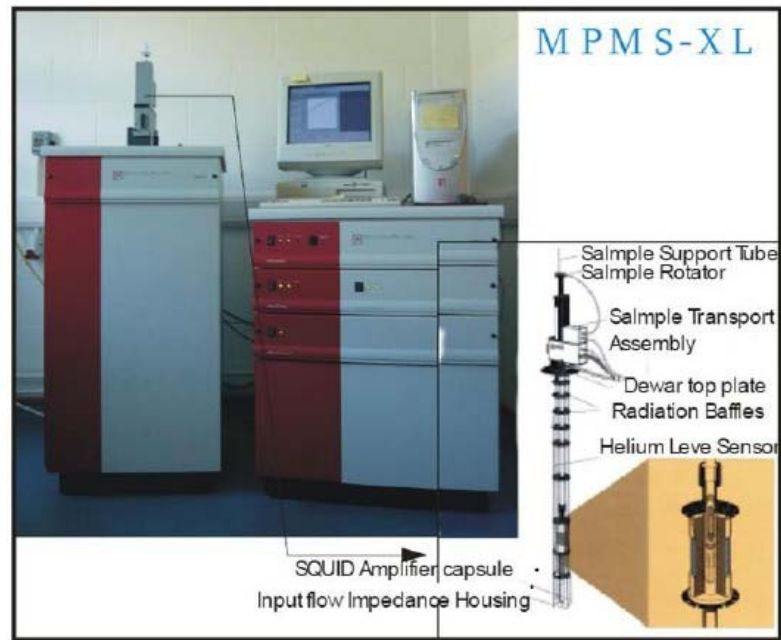 MPMS-XL
Salmple Support Tube
Salmple Rotator
Salmple Transport
Assembly
Dewar top plate
Radiation Baffles
Helium Leve Sensor
SQUID Amplifier capsule
Input flow Impedance Housing